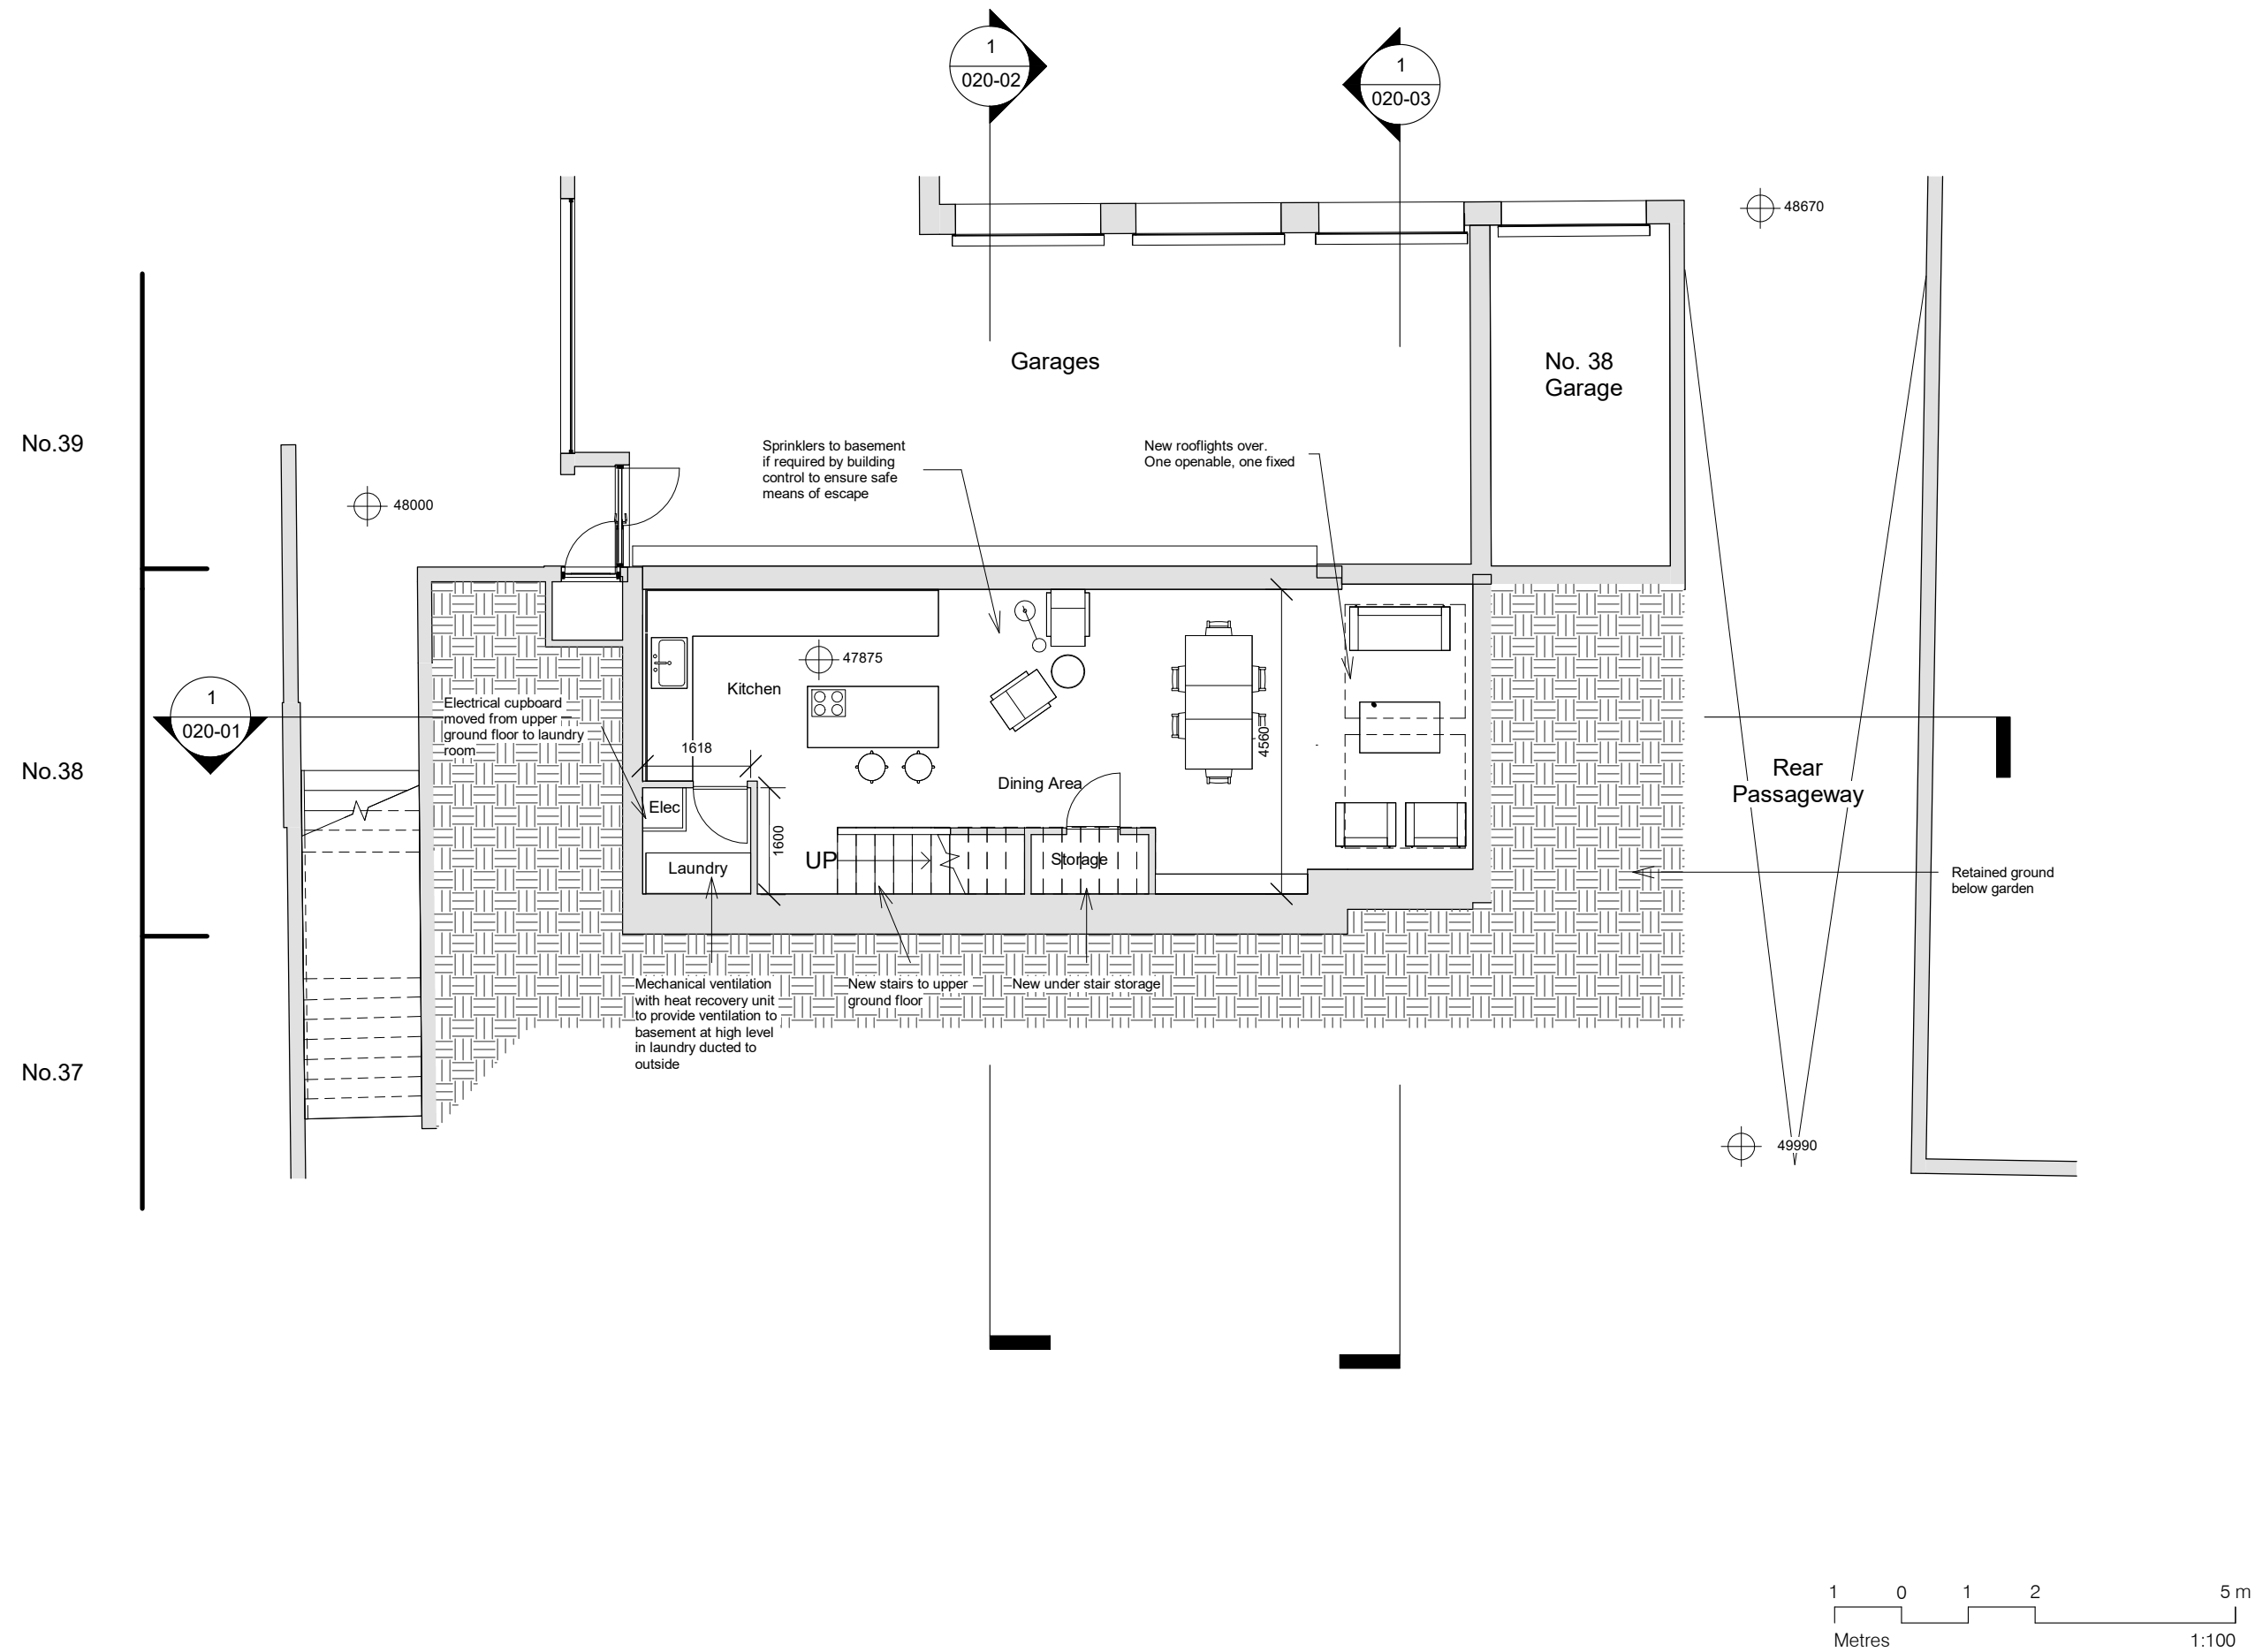 1
020-02
1
020-03
48670
Garages
No. 38
Garage
No.39
Sprinklers to basement
if required by building
control to ensure safe
means of escape
New rooflights over.
One openable, one fixed
48000
47875
Kitchen
Electrical cupboard
moved from upper
ground floor to laundry
room
1
020-01
1618
4560
No.38
Dining Area
Rear
Passageway
Elec
1600
UP
Storage
Laundry
Retained ground
below garden
Mechanical ventilation
with heat recovery unit
to provide ventilation to
basement at high level
in laundry ducted to
outside
New stairs to upper
ground floor
New under stair storage
No.37
49990
1 0 1 2 5 m
Metres 1:100